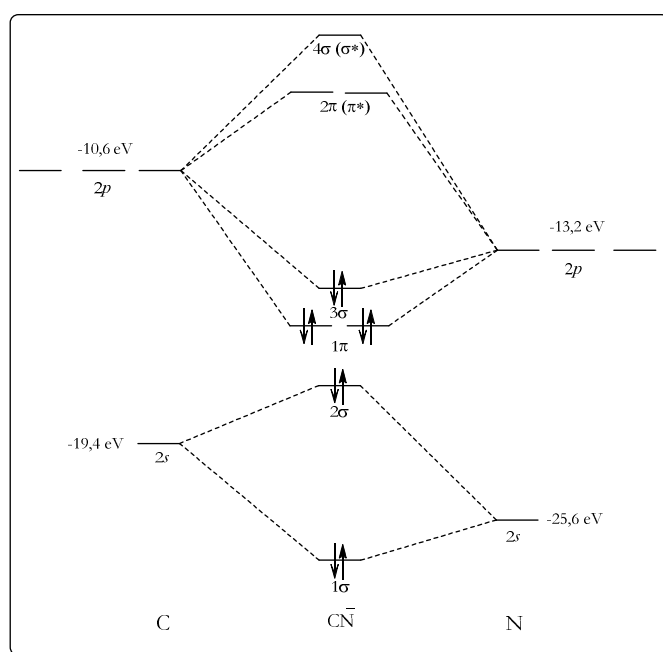 4σ (σ*)
2π (π*)
-10,6 eV
2p
-13,2 eV
2p
3σ
1π
2σ
-19,4 eV
2s
-25,6 eV
2s
1σ
C
CN⁻
N